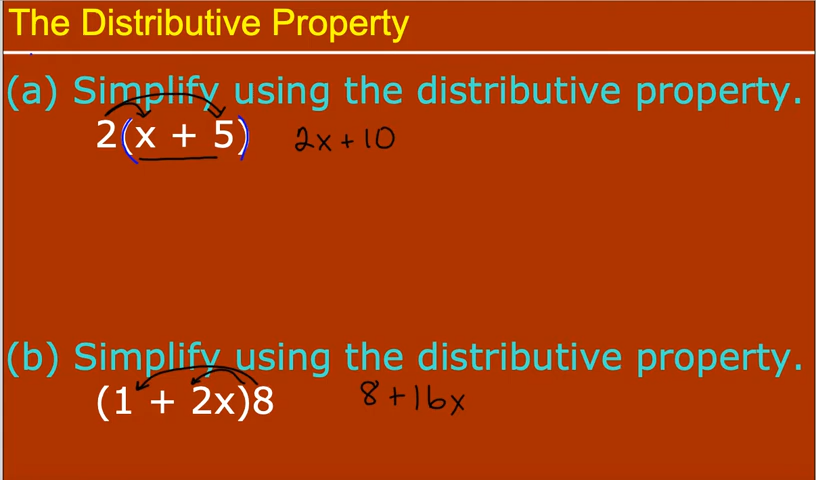 The Distributive Property
(a) Simplify using the distributive property.
2(x + 5) 2x + 10
(b) Simplify using the distributive property.
(1 + 2x)8 8 + 16x